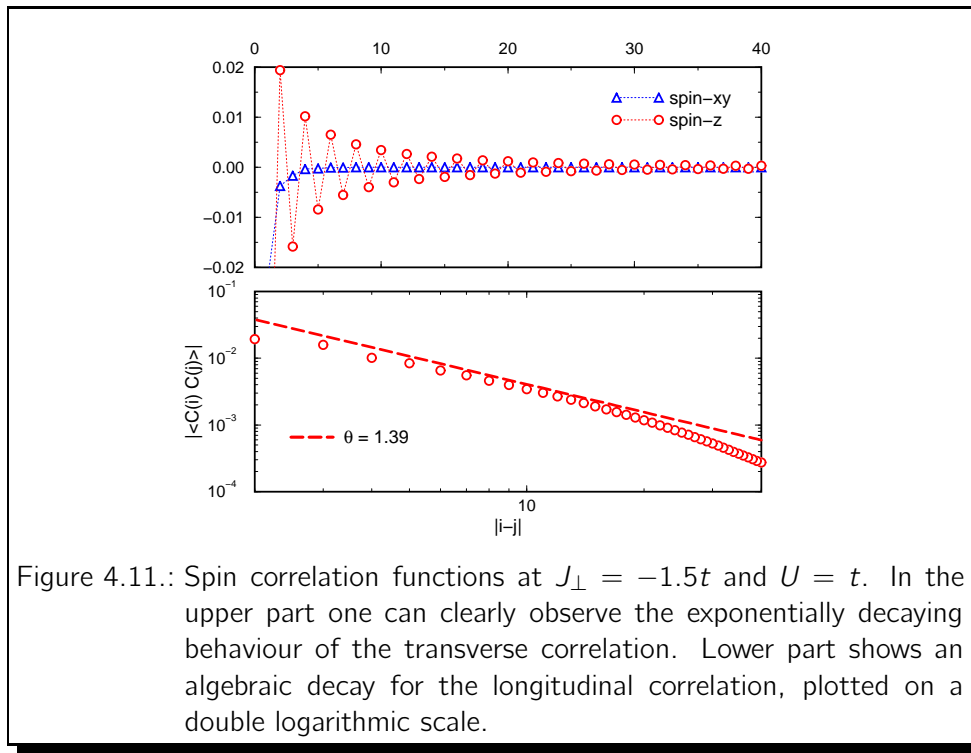 0 10 20 30 40
0.02
0.01
0.00
−0.01
−0.02
spin−xy
spin−z
10⁻¹
10⁻²
10⁻³
10⁻⁴
|<C(i) C(j)>|
θ = 1.39
10
|i−j|
Figure 4.11.: Spin correlation functions at J⊥ = −1.5t and U = t. In the
upper part one can clearly observe the exponentially decaying
behaviour of the transverse correlation. Lower part shows an
algebraic decay for the longitudinal correlation, plotted on a
double logarithmic scale.